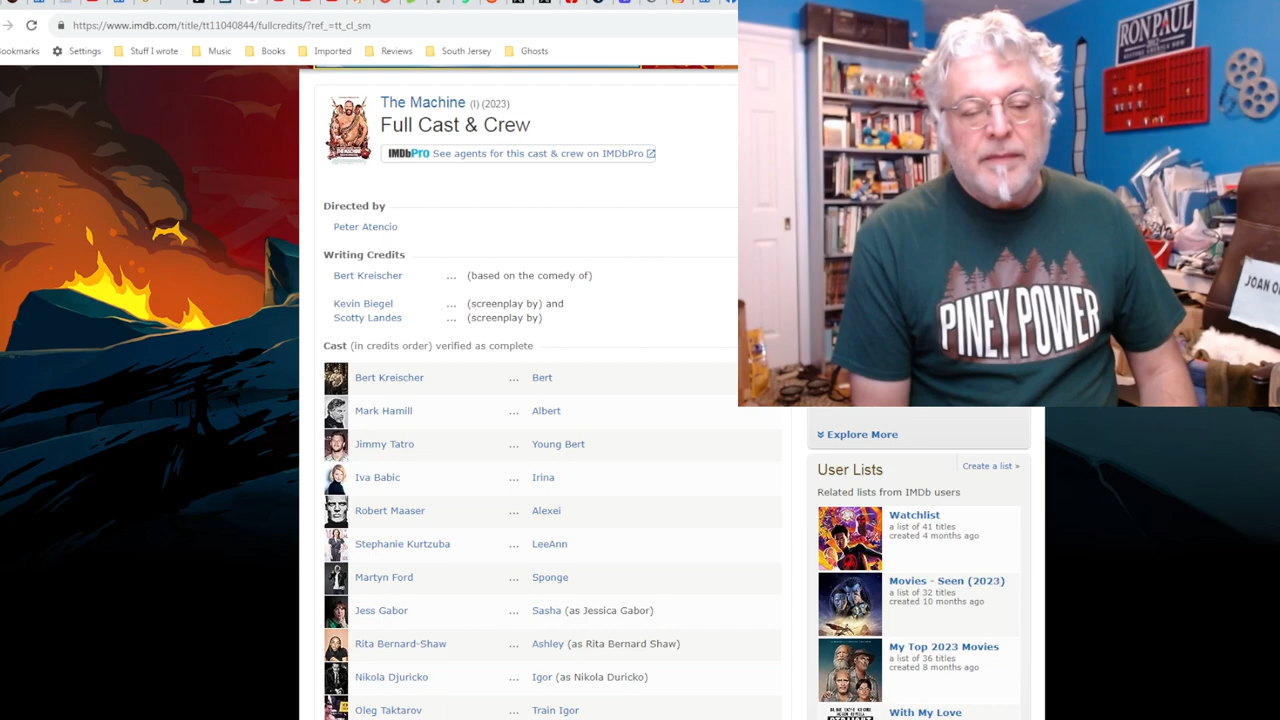 https://www.imdb.com/title/tt11040844/fullcredits/?ref_=tt_cl_sm
ookmarks Settings Stuff I wrote Music Books Imported Reviews South Jersey Ghosts
The Machine (I) (2023)
Full Cast & Crew
IMDbPro See agents for this cast & crew on IMDbPro
Directed by
Peter Atencio
Writing Credits
Bert Kreischer ... (based on the comedy of)
Kevin Biegel ... (screenplay by) and
Scotty Landes ... (screenplay by)
Cast (in credits order) verified as complete
Bert Kreischer ... Bert
Mark Hamill ... Albert
Jimmy Tatro ... Young Bert
Iva Babic ... Irina
Robert Maaser ... Alexei
Stephanie Kurtzuba ... LeeAnn
Martyn Ford ... Sponge
Jess Gabor ... Sasha (as Jessica Gabor)
Rita Bernard-Shaw ... Ashley (as Rita Bernard Shaw)
Nikola Djuricko ... Igor (as Nikola Duricko)
Oleg Taktarov ... Train Igor
RON PAUL
PINEY POWER
JOAN
Explore More
User Lists
Create a list »
Related lists from IMDb users
Watchlist
a list of 41 titles
created 4 months ago
Movies - Seen (2023)
a list of 32 titles
created 10 months ago
My Top 2023 Movies
a list of 36 titles
created 8 months ago
With My Love